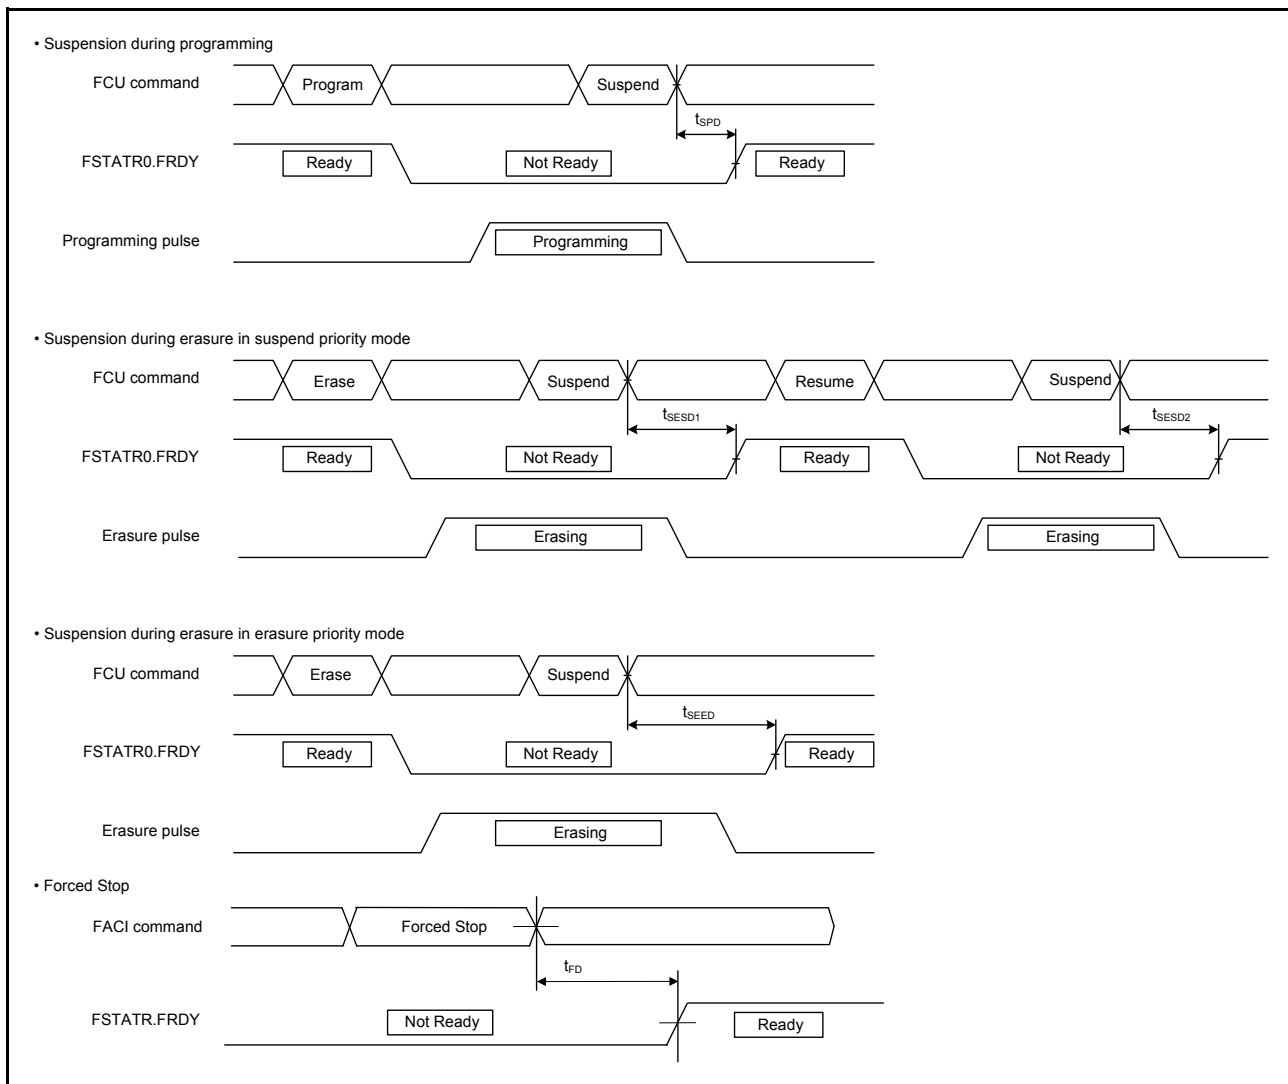 • Suspension during programming
FCU command Program Suspend
tSPD
FSTATR0.FRDY Ready Not Ready Ready
Programming pulse Programming
• Suspension during erasure in suspend priority mode
FCU command Erase Suspend Resume Suspend
tSESD1 tSESD2
FSTATR0.FRDY Ready Not Ready Ready Not Ready
Erasure pulse Erasing Erasing
• Suspension during erasure in erasure priority mode
FCU command Erase Suspend
tSEED
FSTATR0.FRDY Ready Not Ready Ready
Erasure pulse Erasing
• Forced Stop
FACI command Forced Stop
tFD
FSTATR.FRDY Not Ready Ready